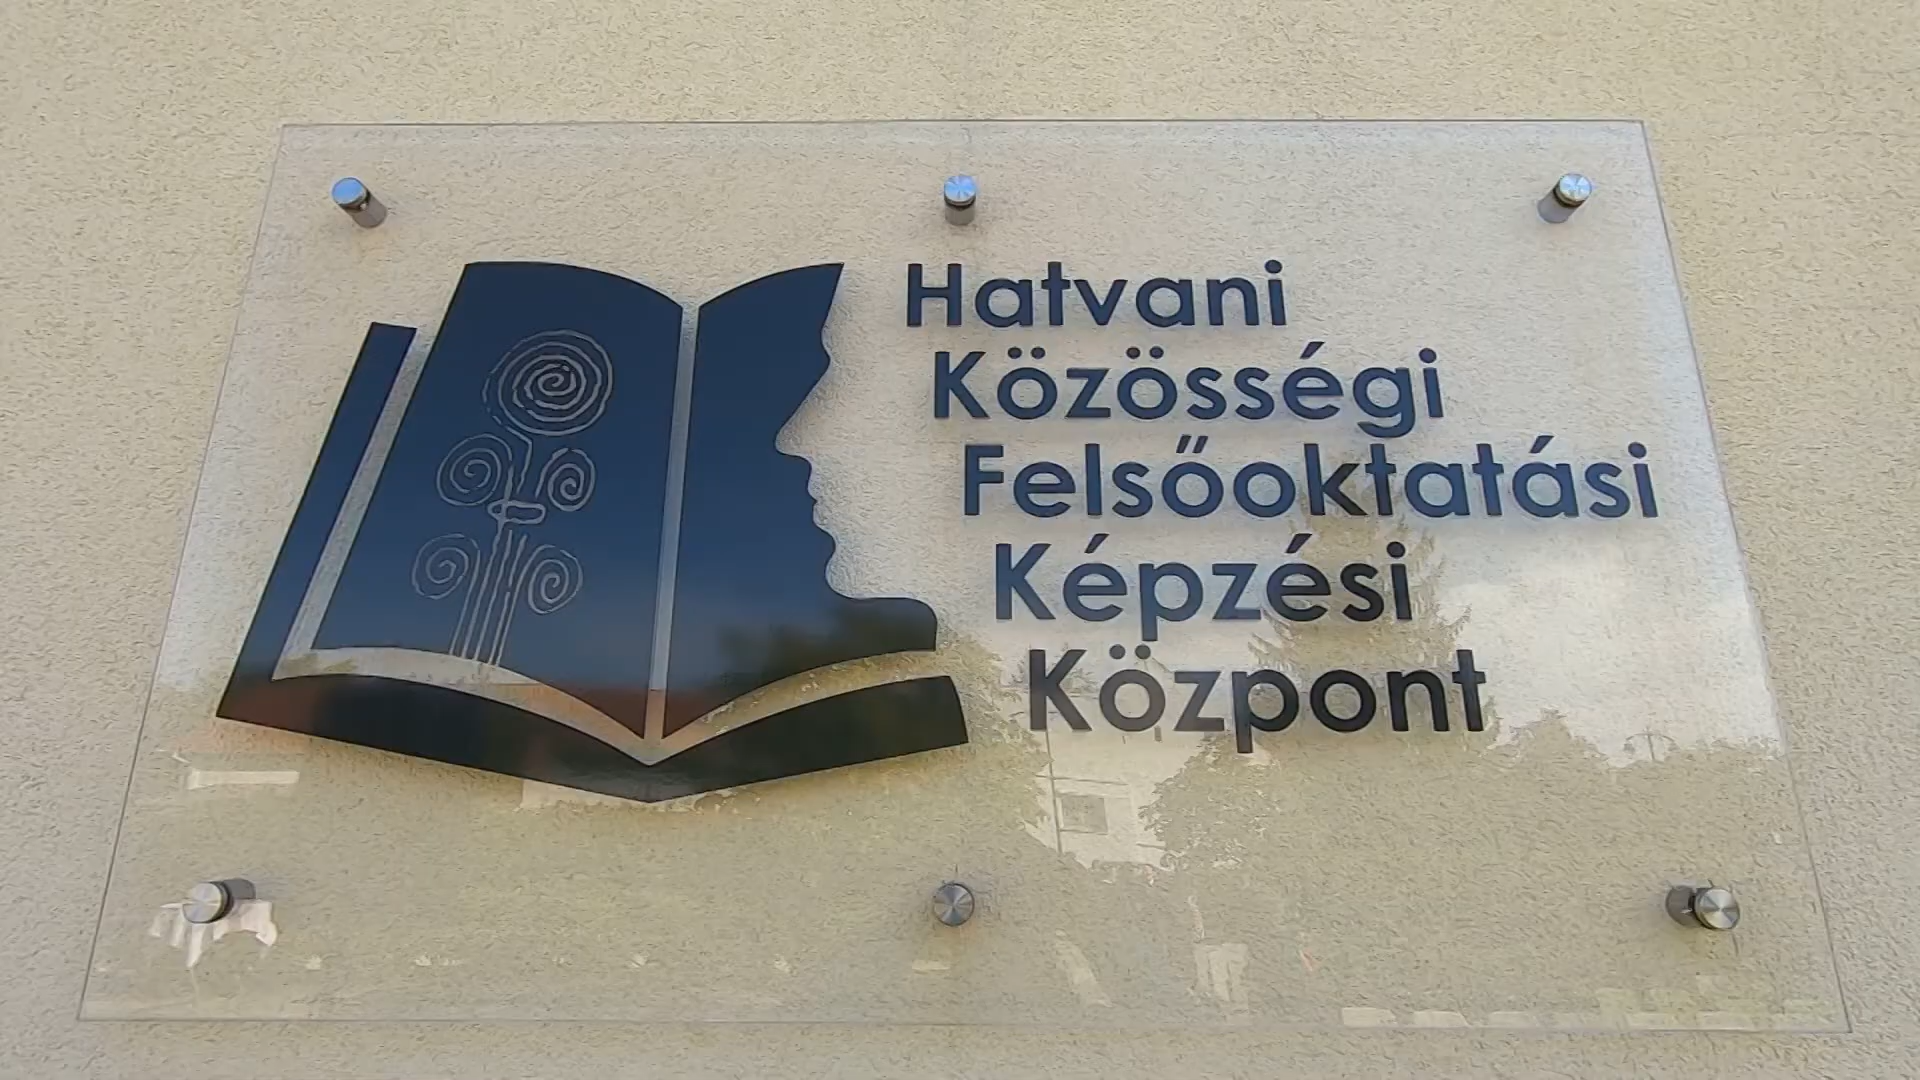 Hatvani
Közösségi
Felsőoktatási
Képzési
Központ